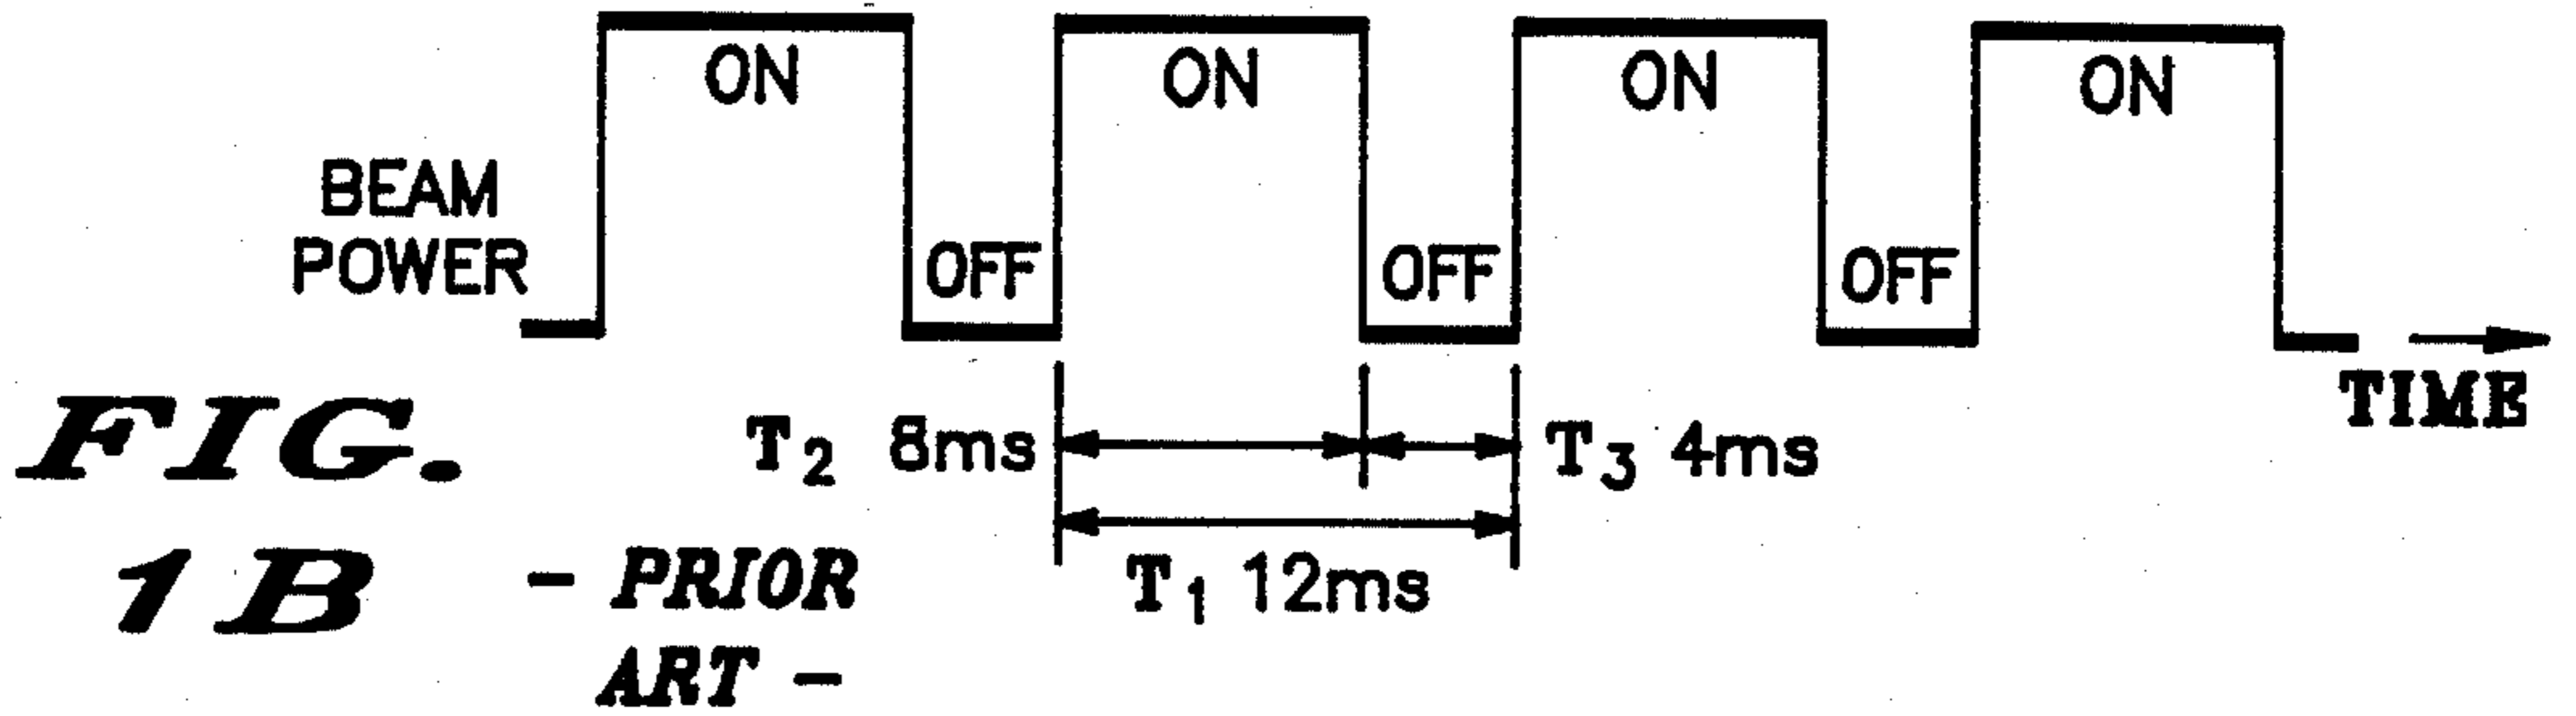 ON ON ON ON
BEAM
POWER
OFF OFF OFF
TIME
FIG.
1B
T2 8ms
T3 4ms
T1 12ms
- PRIOR
ART -